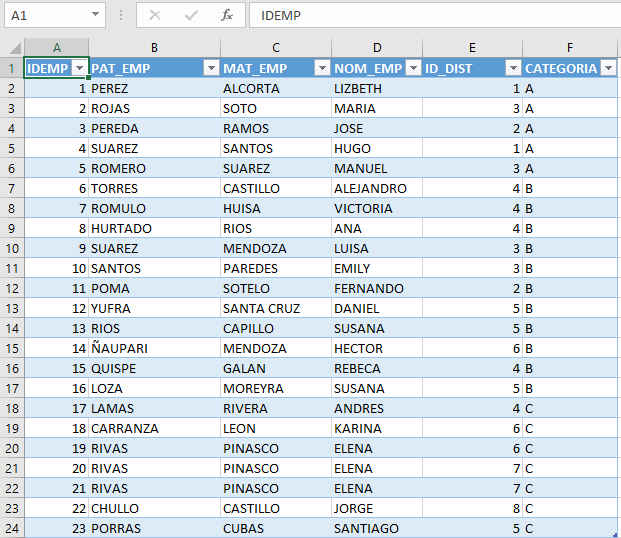 A1 fx IDEMP
A B C D E F
1 IDEMP PAT_EMP MAT_EMP NOM_EMP ID_DIST CATEGORIA
2 1 PEREZ ALCORTA LIZBETH 1 A
3 2 ROJAS SOTO MARIA 3 A
4 3 PEREDA RAMOS JOSE 2 A
5 4 SUAREZ SANTOS HUGO 1 A
6 5 ROMERO SUAREZ MANUEL 3 A
7 6 TORRES CASTILLO ALEJANDRO 4 B
8 7 ROMULO HUISA VICTORIA 4 B
9 8 HURTADO RIOS ANA 4 B
10 9 SUAREZ MENDOZA LUISA 3 B
11 10 SANTOS PAREDES EMILY 3 B
12 11 POMA SOTELO FERNANDO 2 B
13 12 YUFRA SANTA CRUZ DANIEL 5 B
14 13 RIOS CAPILLO SUSANA 5 B
15 14 ÑAUPARI MENDOZA HECTOR 6 B
16 15 QUISPE GALAN REBECA 4 B
17 16 LOZA MOREYRA SUSANA 5 B
18 17 LAMAS RIVERA ANDRES 4 C
19 18 CARRANZA LEON KARINA 6 C
20 19 RIVAS PINASCO ELENA 6 C
21 20 RIVAS PINASCO ELENA 7 C
22 21 RIVAS PINASCO ELENA 7 C
23 22 CHULLO CASTILLO JORGE 8 C
24 23 PORRAS CUBAS SANTIAGO 5 C